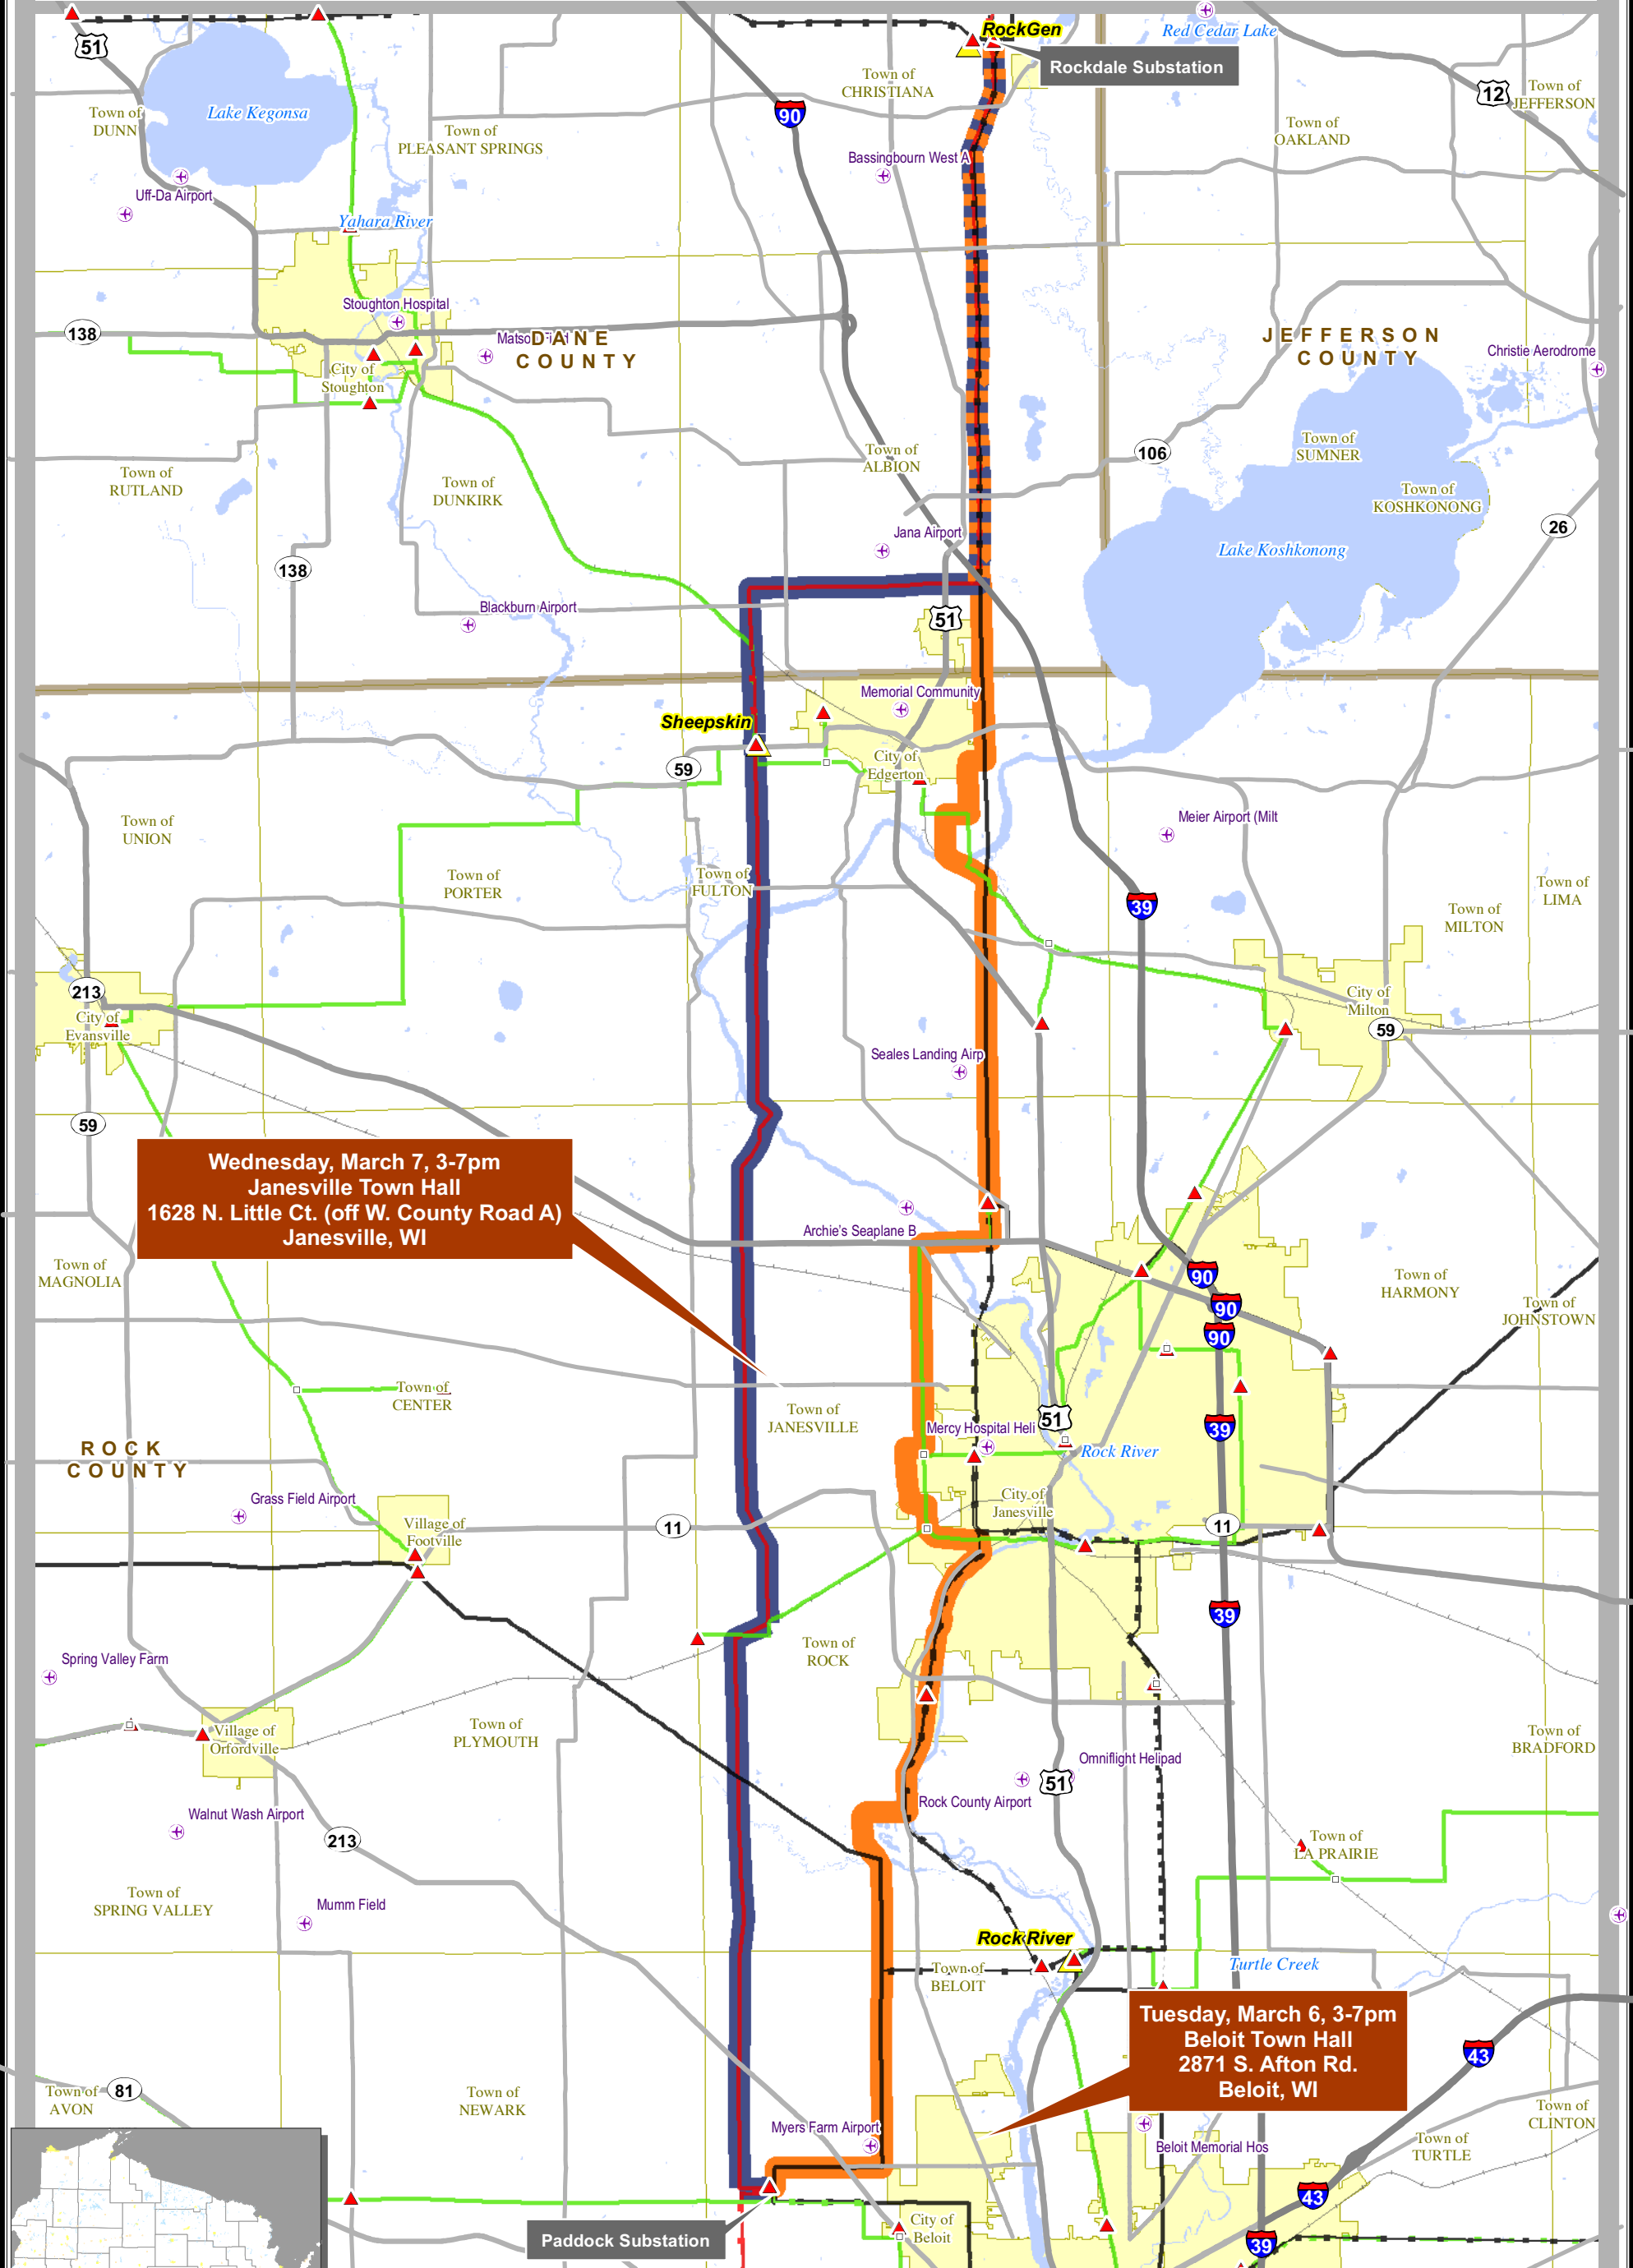 RockGen
Red Cedar Lake
51
Rockdale Substation
Town of
CHRISTIANA
12
Town of
JEFFERSON
Lake Kegonsa
Town of
DUNN
90
Town of
OAKLAND
Town of
PLEASANT SPRINGS
Bassingbourn West A
Uff-Da Airport
Yahara River
Stoughton Hospital
138
DANE
COUNTY
JEFFERSON
COUNTY
Christie Aerodrome
City of
Stoughton
Town of
SUMNER
106
Town of
ALBION
Town of
RUTLAND
Town of
DUNKIRK
Town of
KOSHKONONG
26
Jana Airport
Lake Koshkonong
138
Blackburn Airport
51
Memorial Community
Sheepskin
59
City of
Edgerton
Meier Airport (Milt
Town of
UNION
Town of
PORTER
Town of
FULTON
39
Town of
LIMA
Town of
MILTON
213
City of
Evansville
City of
Milton
59
Seales Landing Airp
59
Wednesday, March 7, 3-7pm
Janesville Town Hall
1628 N. Little Ct. (off W. County Road A)
Janesville, WI
Archie's Seaplane B
Town of
MAGNOLIA
90
90
90
Town of
HARMONY
Town of
JOHNSTOWN
Town of
CENTER
Town of
JANESVILLE
51
39
Mercy Hospital Heli
Rock River
ROCK
COUNTY
Grass Field Airport
City of
Janesville
Village of
Footville
11
11
39
Town of
ROCK
Spring Valley Farm
Village of
Orfordville
Town of
PLYMOUTH
Town of
BRADFORD
Omniflight Helipad
51
Rock County Airport
Walnut Wash Airport
213
Town of
LA PRAIRIE
Town of
SPRING VALLEY
Mumm Field
Rock River
Town of
BELOIT
Turtle Creek
Tuesday, March 6, 3-7pm
Beloit Town Hall
2871 S. Afton Rd.
Beloit, WI
43
Town of
AVON
81
Town of
NEWARK
Town of
CLINTON
Myers Farm Airport
Beloit Memorial Hos
Town of
TURTLE
43
Paddock Substation
City of
Beloit
39